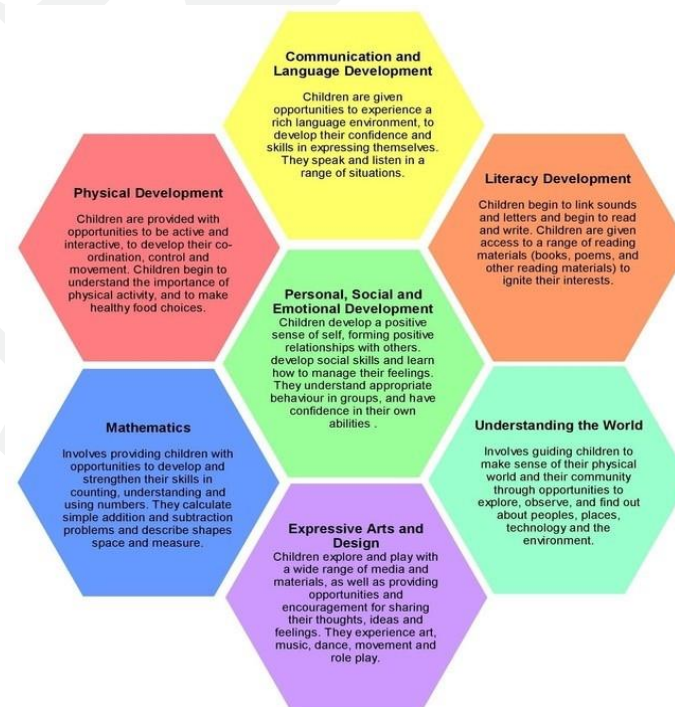 Communication and
Language Development
Children are given
opportunities to experience a
rich language environment, to
develop their confidence and
skills in expressing themselves.
They speak and listen in a
range of situations.
Physical Development
Children are provided with
opportunities to be active and
interactive, to develop their co-
ordination, control and
movement. Children begin to
understand the importance of
physical activity, and to make
healthy food choices.
Literacy Development
Children begin to link sounds
and letters and begin to read
and write. Children are given
access to a range of reading
materials (books, poems, and
other reading materials) to
ignite their interests.
Personal, Social and
Emotional Development
Children develop a positive
sense of self, forming positive
relationships with others.
develop social skills and learn
how to manage their feelings.
They understand appropriate
behaviour in groups, and have
confidence in their own
abilities .
Mathematics
Involves providing children with
opportunities to develop and
strengthen their skills in
counting, understanding and
using numbers. They calculate
simple addition and subtraction
problems and describe shapes
space and measure.
Understanding the World
Involves guiding children to
make sense of their physical
world and their community
through opportunities to
explore, observe, and find out
about peoples, places,
technology and the
environment.
Expressive Arts and
Design
Children explore and play with
a wide range of media and
materials, as well as providing
opportunities and
encouragement for sharing
their thoughts, ideas and
feelings. They experience art,
music, dance, movement and
role play.